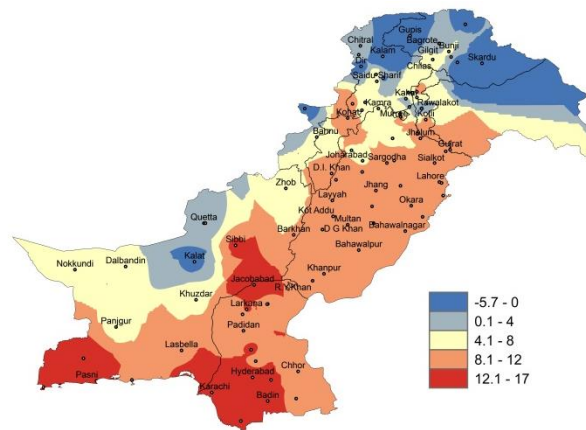 Gupis
Chitral
Bagrote
Bunji
Kalam
Gilgit
Skardu
Dir
Chilas
Saidu Sharif
Kakul
Kamra
Rawalakot
Kohat
Kotli
Bannu
Jhelum
Gujrat
Joharabad
Sargodha
Sialkot
D.I. Khan
Zhob
Jhang
Lahore
Layyah
Okara
Kot Addu
Quetta
Multan
Barkhan
D G Khan
Bahawalnagar
Sibbi
Bahawalpur
Kalat
Dalbandin
Nokkundi
Khanpur
Jacobabad
R.Y.Khan
Khuzdar
Larkana
Panjgur
Padidan
Lasbella
Pasni
Hyderabad
Chhor
Karachi
Badin
-5.7 - 0
0.1 - 4
4.1 - 8
8.1 - 12
12.1 - 17